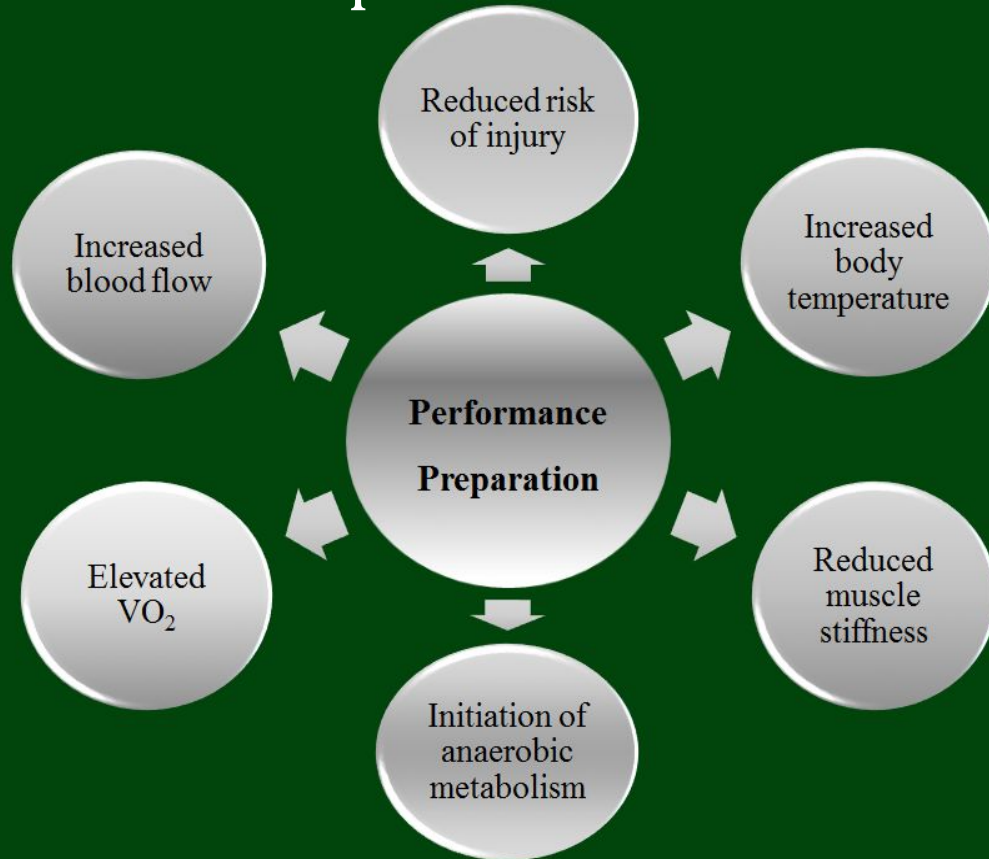 Reduced risk
of injury
Increased
blood flow
Increased
body
temperature
Performance
Preparation
Elevated
VO₂
Reduced
muscle
stiffness
Initiation of
anaerobic
metabolism